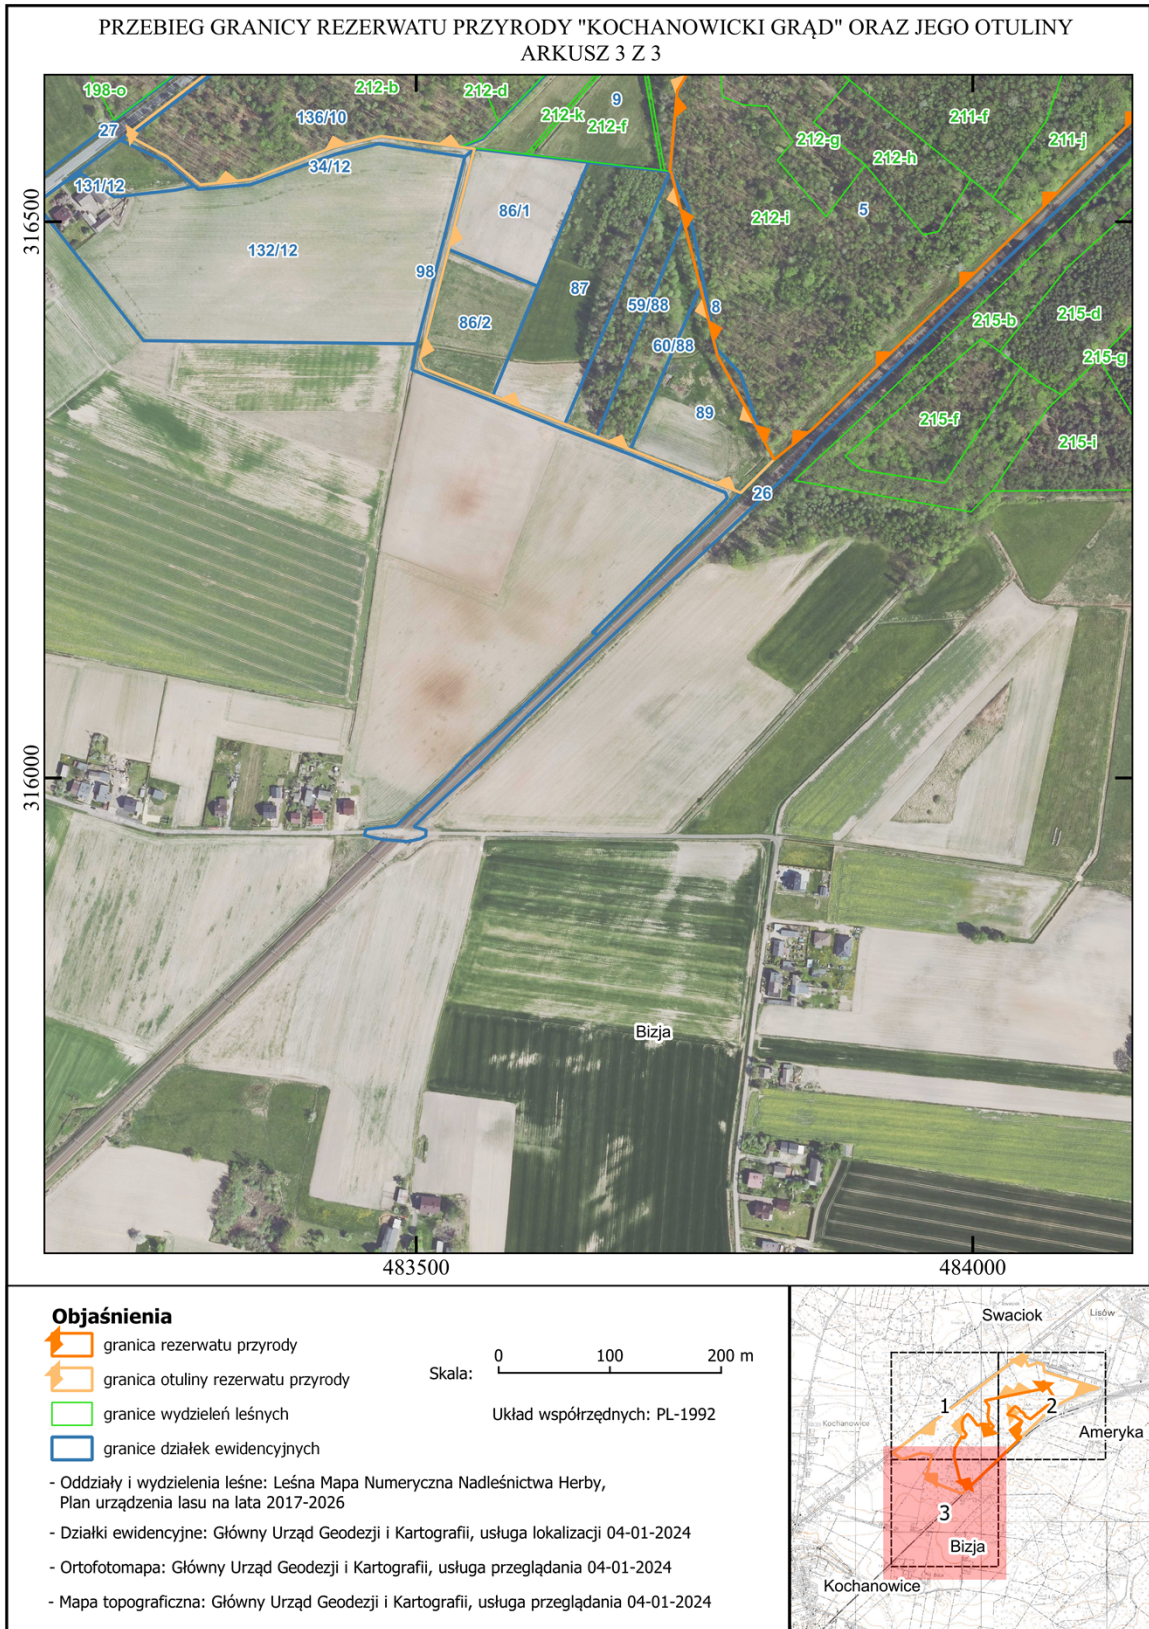 PRZEBIEG GRANICY REZERWATU PRZYRODY "KOCHANOWICKI GRĄD" ORAZ JEGO OTULINY
ARKUSZ 3 Z 3
198-o
212-b
212-d
9
212-k
212-f
211-f
27
136/10
212-g
211-j
212-h
34/12
131/12
86/1
5
212-i
316500
132/12
98
87
59/88
8
215-d
86/2
215-b
60/88
215-g
89
215-f
215-i
26
316000
Bizja
483500
484000
Objaśnienia
granica rezerwatu przyrody
granica otuliny rezerwatu przyrody
granice wydzieleń leśnych
granice działek ewidencyjnych
Skala:
0 100 200 m
Układ współrzędnych: PL-1992
- Oddziały i wydzielenia leśne: Leśna Mapa Numeryczna Nadleśnictwa Herby,
Plan urządzenia lasu na lata 2017-2026
- Działki ewidencyjne: Główny Urząd Geodezji i Kartografii, usługa lokalizacji 04-01-2024
- Ortofotomapa: Główny Urząd Geodezji i Kartografii, usługa przeglądania 04-01-2024
- Mapa topograficzna: Główny Urząd Geodezji i Kartografii, usługa przeglądania 04-01-2024
Swaciok
Lisów
1
2
Kochanowice
Ameryka
3
Bizja
Kochanowice